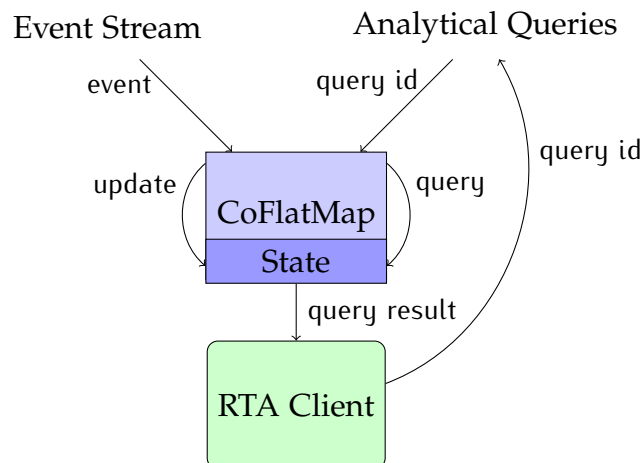 Event Stream
Analytical Queries
event
query id
query id
update
query
CoFlatMap
State
query result
RTA Client